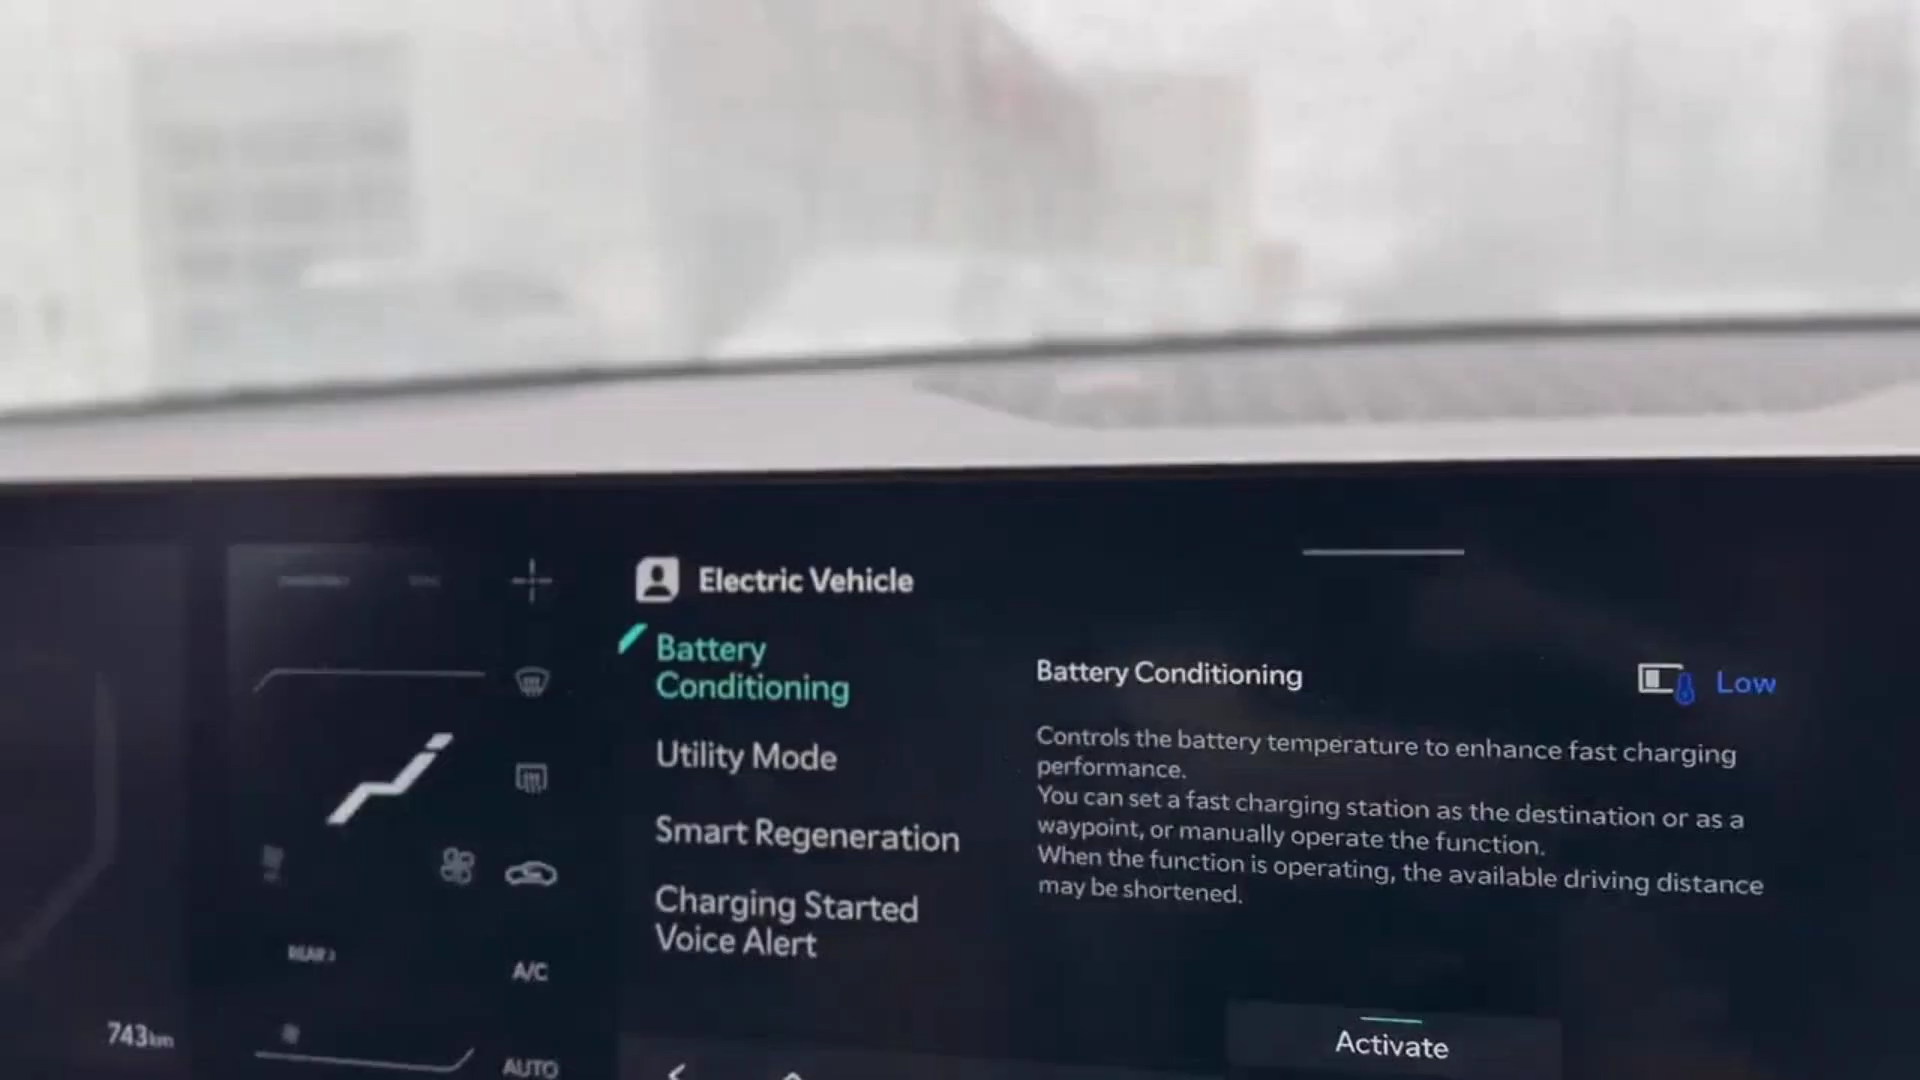 Electric Vehicle
Battery
Conditioning
Utility Mode
Smart Regeneration
Charging Started
Voice Alert
Battery Conditioning
Low
Controls the battery temperature to enhance fast charging
performance.
You can set a fast charging station as the destination or as a
waypoint, or manually operate the function.
When the function is operating, the available driving distance
may be shortened.
Activate
REAR
A/C
AUTO
743km